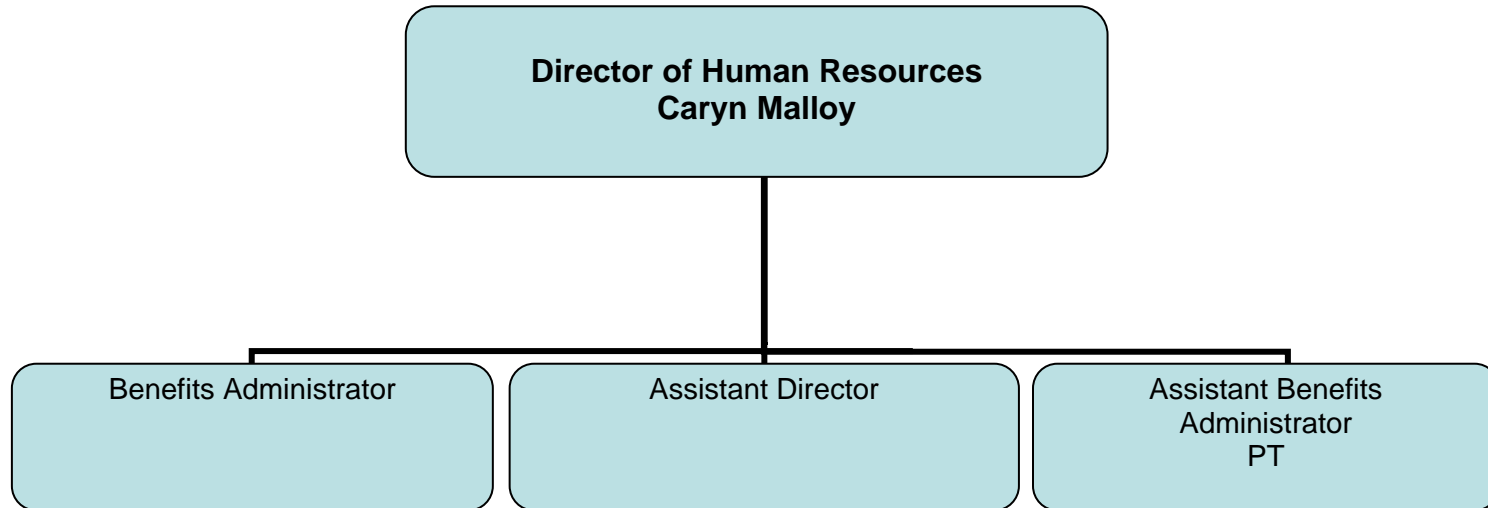 Director of Human Resources
Caryn Malloy
Benefits Administrator
Assistant Director
Assistant Benefits
Administrator
PT